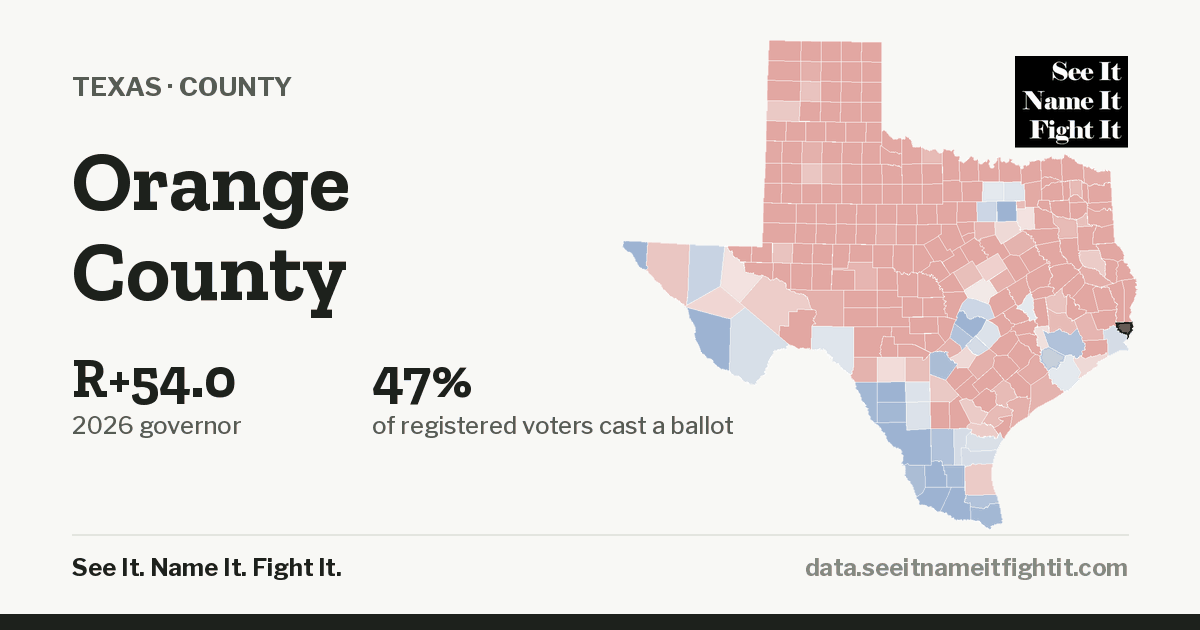 TEXAS · COUNTY
Orange
County
R+54.0
2026 governor
47%
of registered voters cast a ballot
See It
Name It
Fight It
See It. Name It. Fight It.
data.seeitnameitfightit.com